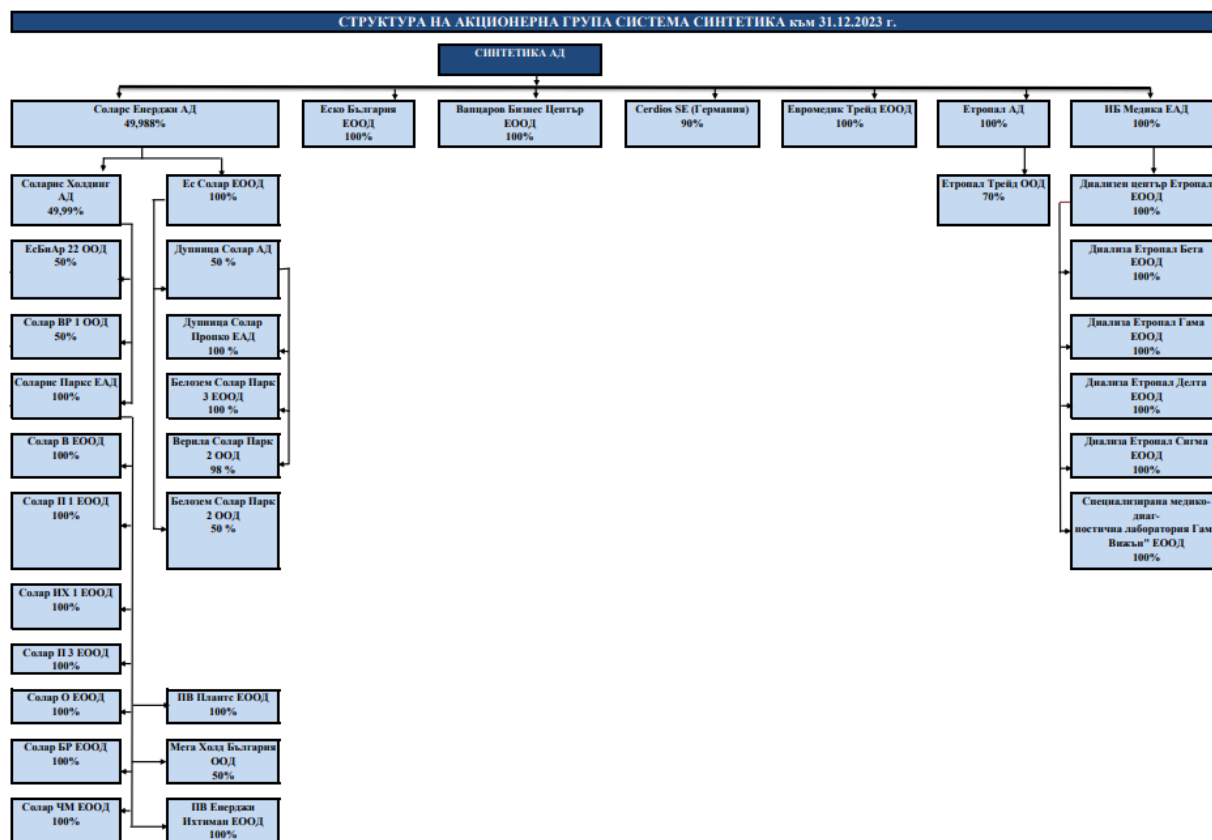 СТРУКТУРА НА АКЦИОНЕРНА ГРУПА СИСТЕМА СИНТЕТИКА към 31.12.2023 г.
СИНТЕТИКА АД
Соларс Енерджи АД
49,988%
Еско България
ЕООД
100%
Вапцаров Бизнес Център
ЕООД
100%
Cerdios SE (Германия)
90%
Евромедик Трейд ЕООД
100%
Етропал АД
100%
ИБ Медика ЕАД
100%
Соларис Холдинг
АД
49,99%
Ес Солар ЕООД
100%
Етропал Трейд ООД
70%
Диализен център Етропал
ЕООД
100%
ЕсБиАр 22 ООД
50%
Дупница Солар АД
50 %
Диализа Етропал Бета
ЕООД
100%
Солар ВР 1 ООД
50%
Дупница Солар
Пропко ЕАД
100 %
Диализа Етропал Гама
ЕООД
100%
Соларис Паркс ЕАД
100%
Белозем Солар Парк
3 ЕООД
100 %
Диализа Етропал Делта
ЕООД
100%
Солар В ЕООД
100%
Верила Солар Парк
2 ООД
98 %
Диализа Етропал Сигма
ЕООД
100%
Солар П 1 ЕООД
100%
Белозем Солар Парк
2 ООД
50 %
Специализирана медико-
диаг-
ностична лаборатория Гам
Вижън" ЕООД
100%
Солар ИХ 1 ЕООД
100%
Солар П 3 ЕООД
100%
Солар О ЕООД
100%
ПВ Плантс ЕООД
100%
Солар БР ЕООД
100%
Мега Холд България
ООД
50%
Солар ЧМ ЕООД
100%
ПВ Енерджи
Ихтиман ЕООД
100%